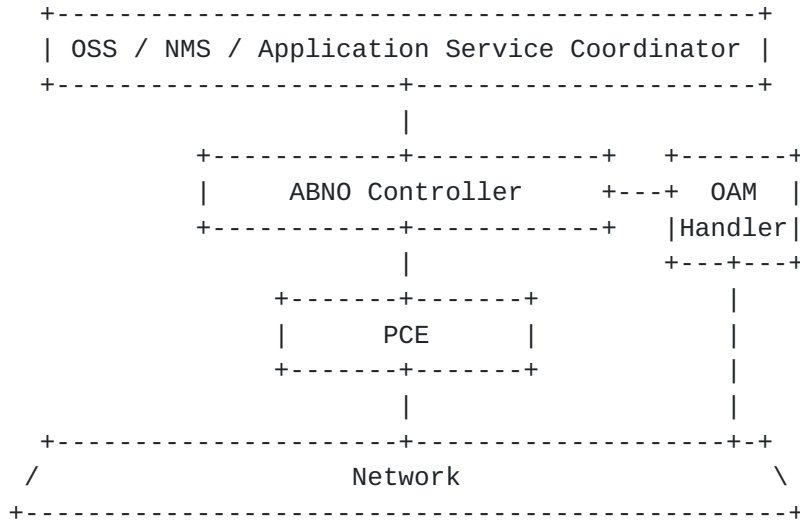 OSS / NMS / Application Service Coordinator
ABNO Controller OAM
Handler
PCE
Network